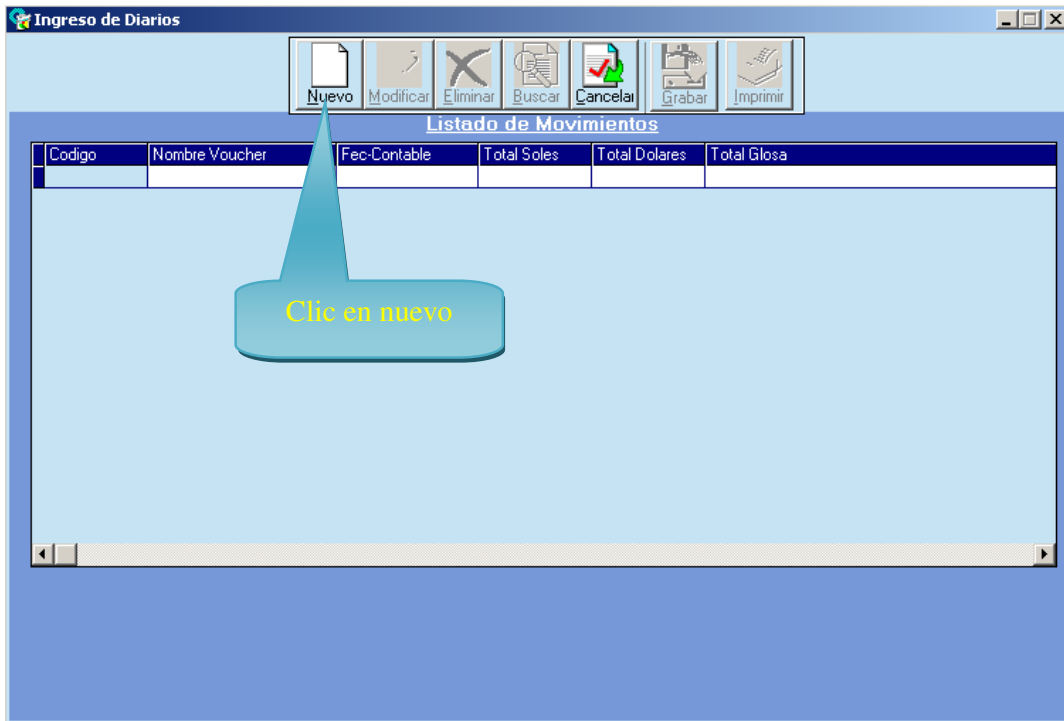 Ingreso de Diarios
Nuevo Modificar Eliminar Buscar Cancelar Grabar Imprimir
Listado de Movimientos
Codigo Nombre Voucher Fec-Contable Total Soles Total Dolares Total Glosa
Clic en nuevo